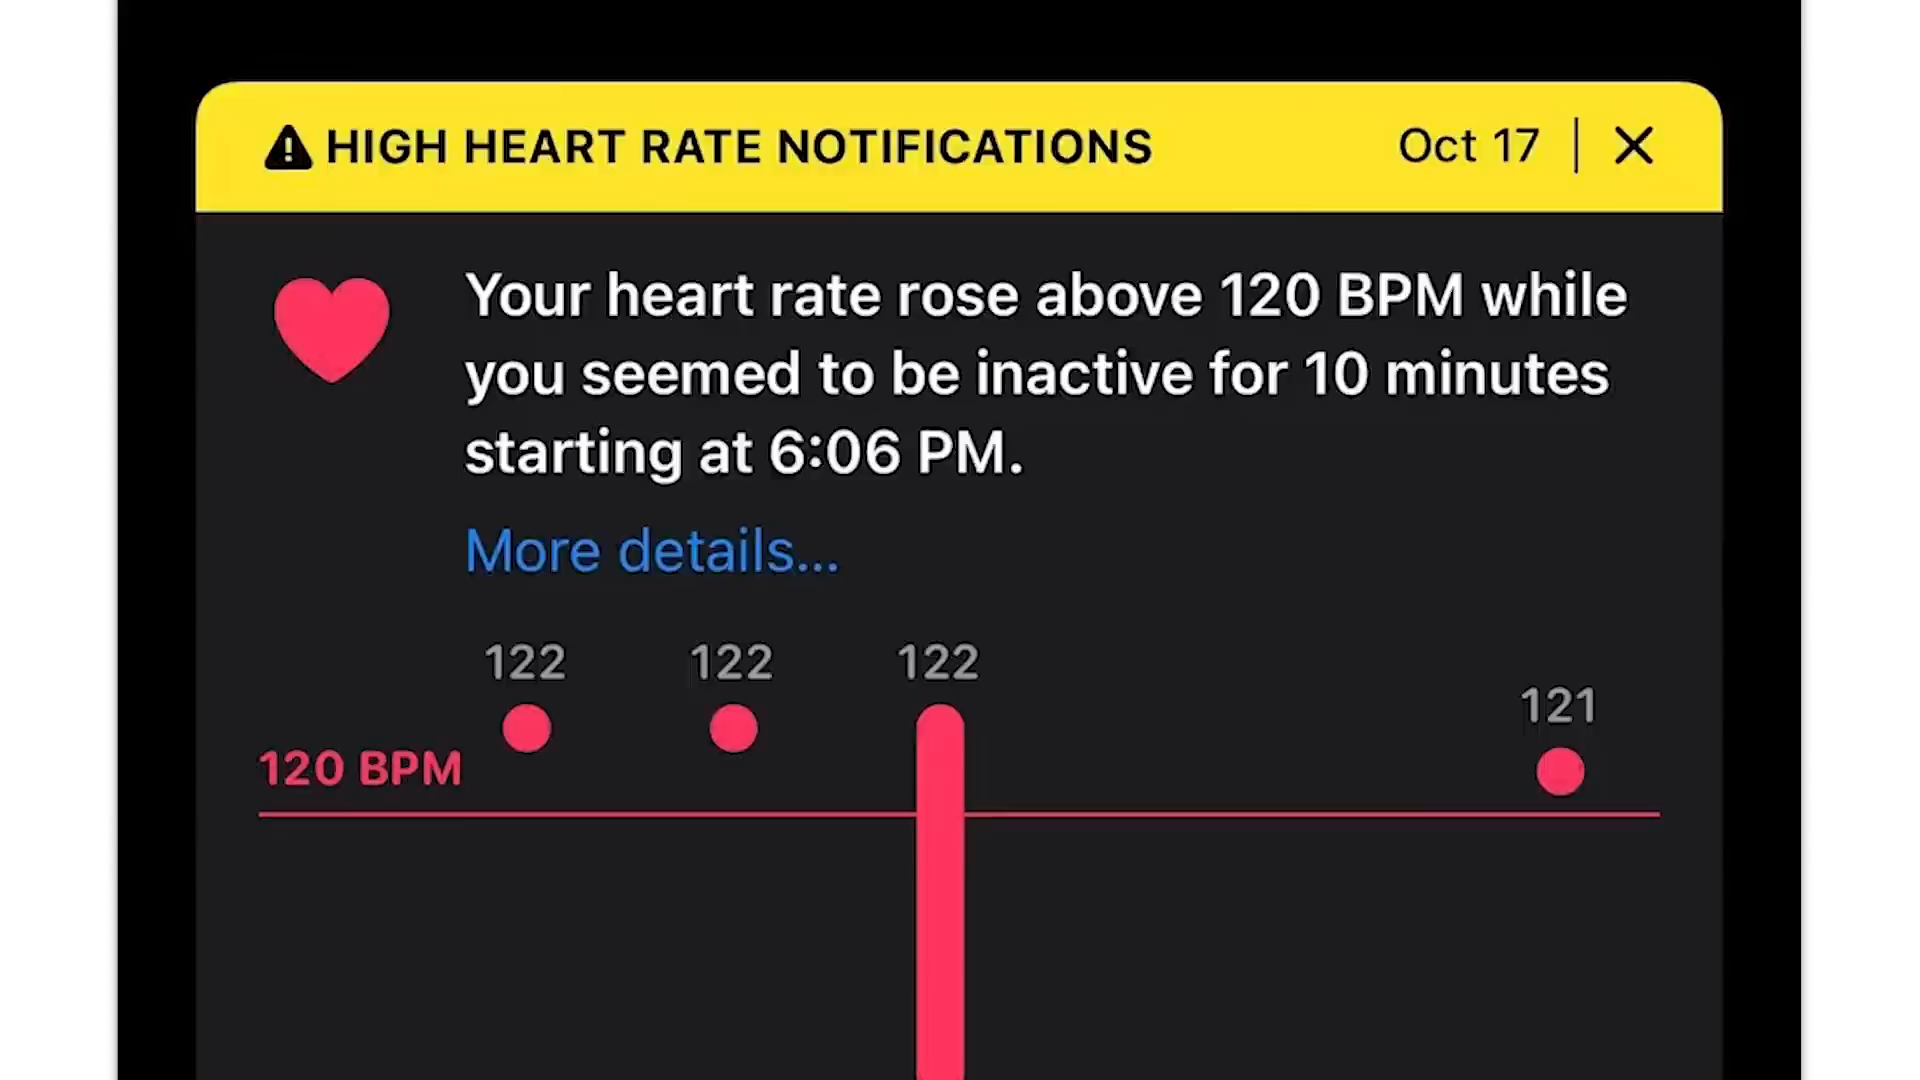 HIGH HEART RATE NOTIFICATIONS Oct 17
Your heart rate rose above 120 BPM while
you seemed to be inactive for 10 minutes
starting at 6:06 PM.
More details...
122 122 122
121
120 BPM